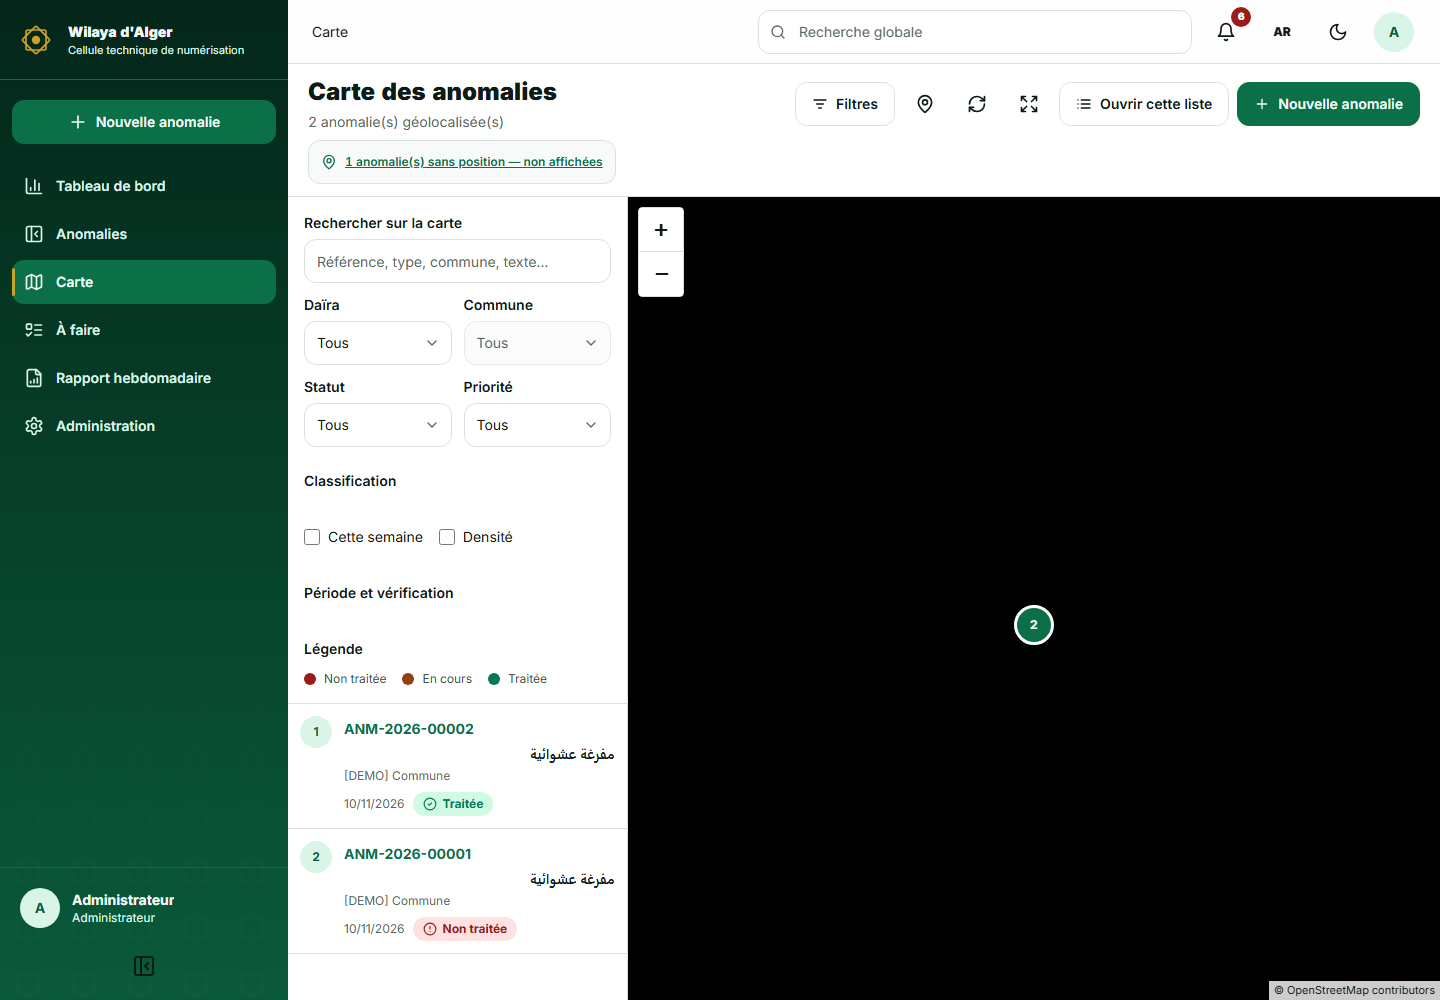 Wilaya d'Alger
Cellule technique de numérisation
Nouvelle anomalie
Tableau de bord
Anomalies
Carte
À faire
Rapport hebdomadaire
Administration
A
Administrateur
Administrateur
Carte
Recherche globale
6
AR
A
Carte des anomalies
2 anomalie(s) géolocalisée(s)
1 anomalie(s) sans position — non affichées
Filtres
Ouvrir cette liste
Nouvelle anomalie
Rechercher sur la carte
Référence, type, commune, texte...
Daïra
Commune
Tous
Tous
Statut
Priorité
Tous
Tous
Classification
Cette semaine
Densité
Période et vérification
Légende
Non traitée
En cours
Traitée
1
ANM-2026-00002
مفرغة عشوائية
[DEMO] Commune
10/11/2026
Traitée
2
ANM-2026-00001
مفرغة عشوائية
[DEMO] Commune
10/11/2026
Non traitée
+
−
2
© OpenStreetMap contributors